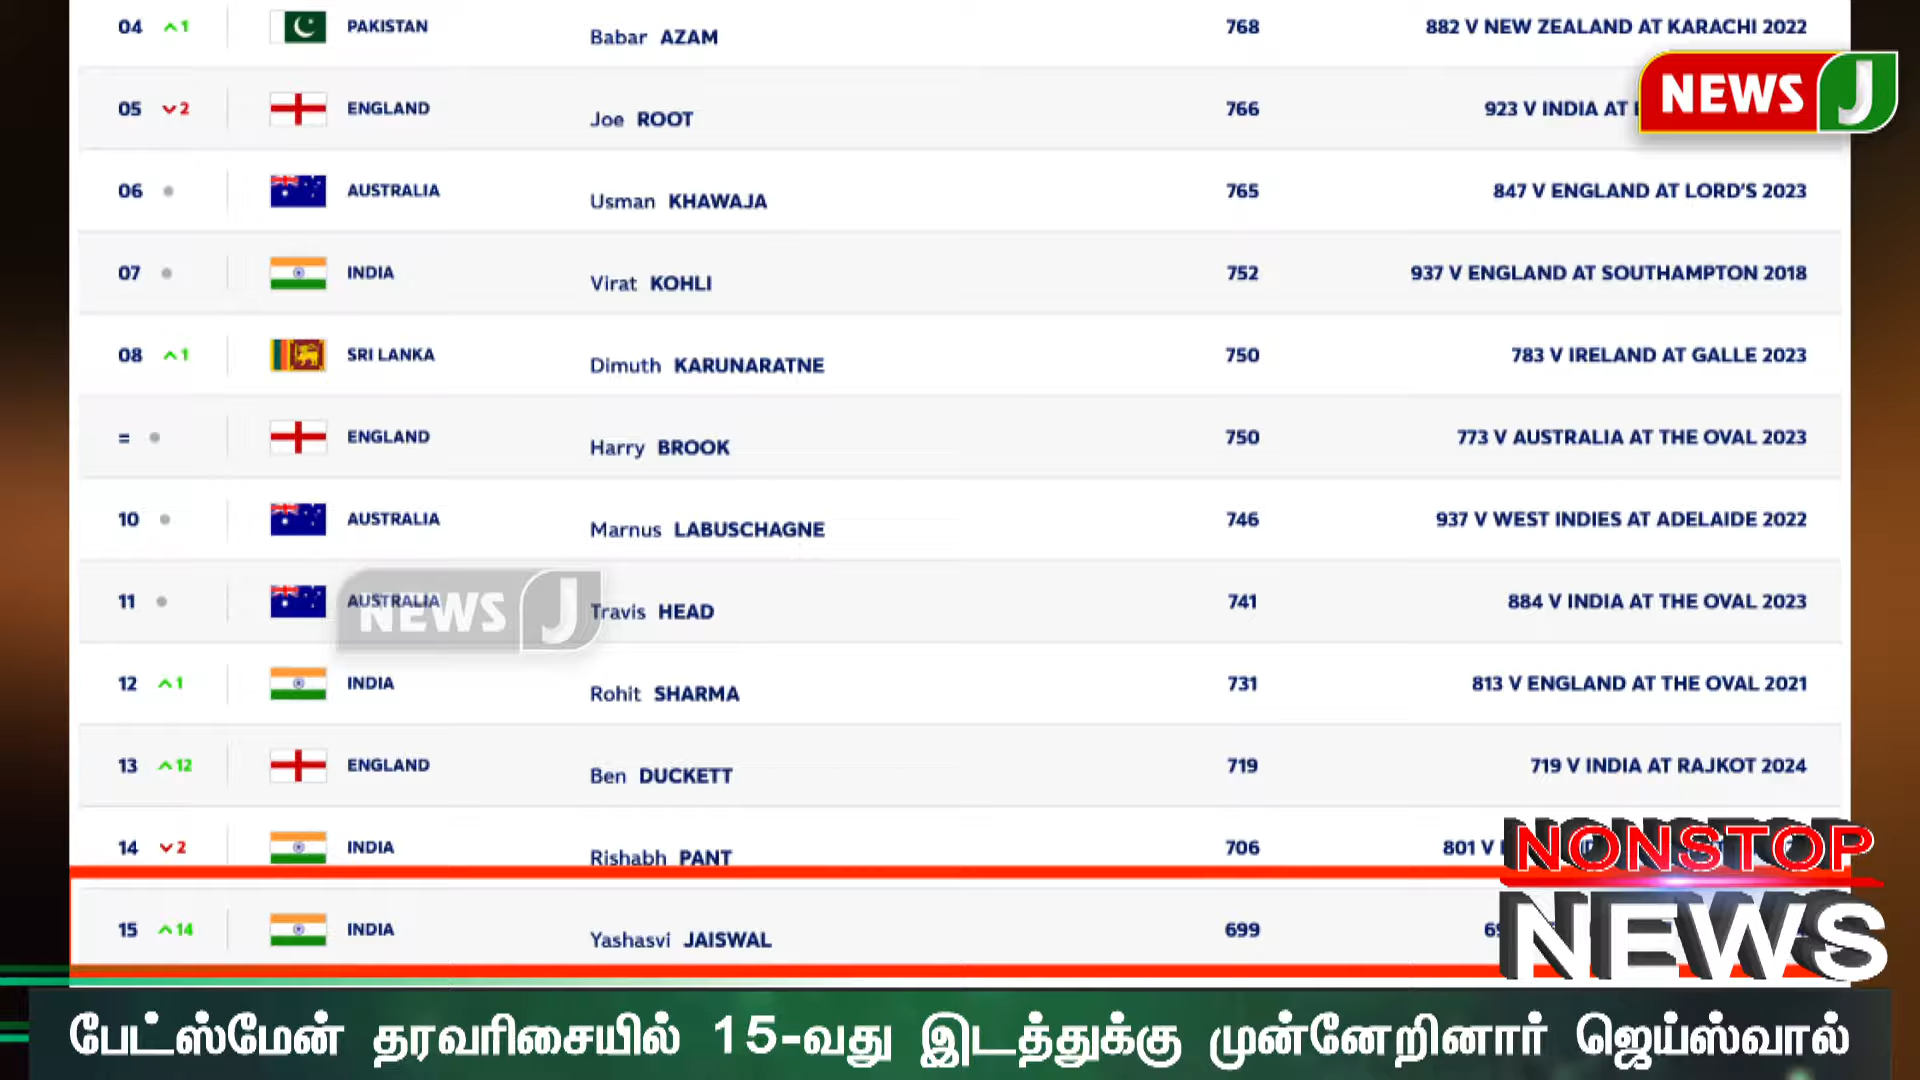 04 1 PAKISTAN Babar AZAM 768 882 V NEW ZEALAND AT KARACHI 2022
05 2 ENGLAND Joe ROOT 766 923 V INDIA AT
NEWS J
06 AUSTRALIA Usman KHAWAJA 765 847 V ENGLAND AT LORD'S 2023
07 INDIA Virat KOHLI 752 937 V ENGLAND AT SOUTHAMPTON 2018
08 1 SRI LANKA Dimuth KARUNARATNE 750 783 V IRELAND AT GALLE 2023
= ENGLAND Harry BROOK 750 773 V AUSTRALIA AT THE OVAL 2023
10 AUSTRALIA Marnus LABUSCHAGNE 746 937 V WEST INDIES AT ADELAIDE 2022
11 AUSTRALIA Travis HEAD 741 884 V INDIA AT THE OVAL 2023
NEWS J
12 1 INDIA Rohit SHARMA 731 813 V ENGLAND AT THE OVAL 2021
13 12 ENGLAND Ben DUCKETT 719 719 V INDIA AT RAJKOT 2024
14 2 INDIA Rishabh PANT 706 801 V
15 14 INDIA Yashasvi JAISWAL 699
NONSTOP
NEWS
பேட்ஸ்மேன் தரவரிசையில் 15-வது இடத்துக்கு முன்னேறினார் ஜெய்ஸ்வால்